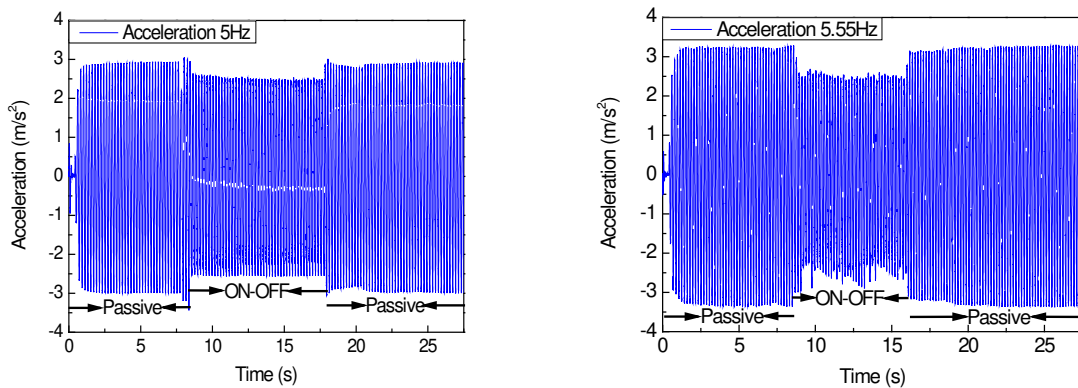 Acceleration 5Hz
Acceleration (m/s²)
4
3
2
1
0
-1
-2
-3
-4
Passive
ON-OFF
Passive
0 5 10 15 20 25
Time (s)
Acceleration 5.55Hz
Acceleration (m/s²)
4
3
2
1
0
-1
-2
-3
-4
Passive
ON-OFF
Passive
0 5 10 15 20 25
Time (s)